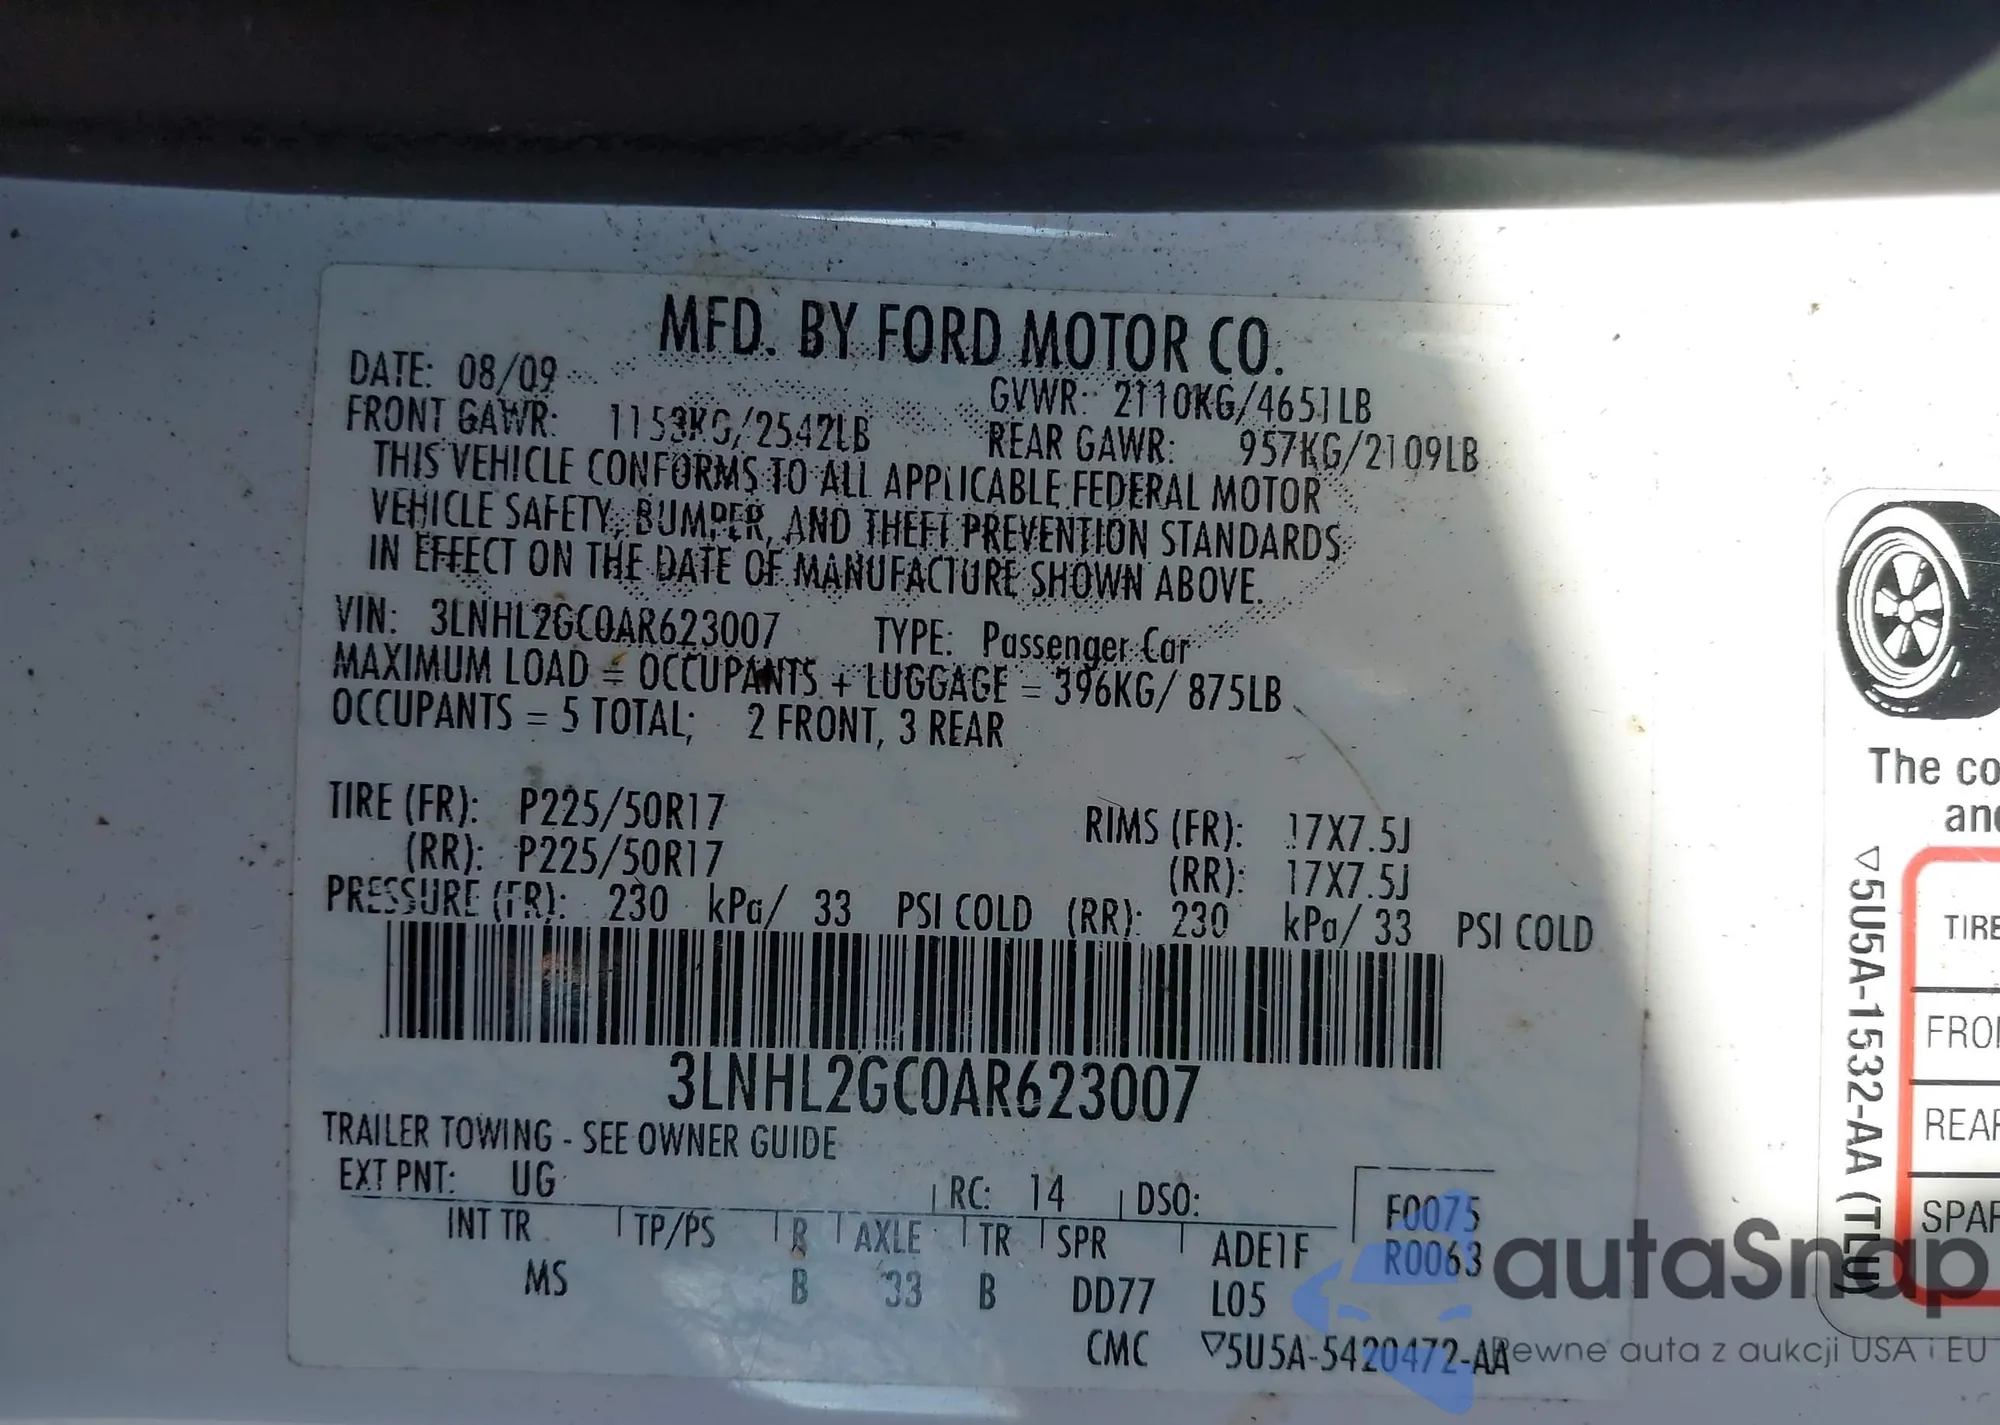 MFD. BY FORD MOTOR CO.
DATE: 08/09 GVWR: 2110KG/4651LB
FRONT GAWR: 1153KG/2542LB REAR GAWR: 957KG/2109LB
THIS VEHICLE CONFORMS TO ALL APPLICABLE FEDERAL MOTOR
VEHICLE SAFETY, BUMPER, AND THEFT PREVENTION STANDARDS
IN EFFECT ON THE DATE OF MANUFACTURE SHOWN ABOVE.
VIN: 3LNHL2GC0AR623007 TYPE: Passenger Car
MAXIMUM LOAD = OCCUPANTS + LUGGAGE = 396KG/ 875LB
OCCUPANTS = 5 TOTAL; 2 FRONT, 3 REAR
TIRE (FR): P225/50R17 RIMS (FR): 17X7.5J
(RR): P225/50R17 (RR): 17X7.5J
PRESSURE (FR): 230 kPa/ 33 PSI COLD (RR): 230 kPa/ 33 PSI COLD
3LNHL2GC0AR623007
TRAILER TOWING - SEE OWNER GUIDE
EXT PNT: UG RC: 14 DSO: F0075
INT TR TP/PS R AXLE TR SPR ADE1F R0063
MS B 33 B DD77 L05
CMC ▽5U5A-5420472-AA
The co
and
▽5U5A-1532-AA (TLU)
TIRE
FRO
REAR
SPAR
autaSnap
Pewne auta z aukcji USA i EU